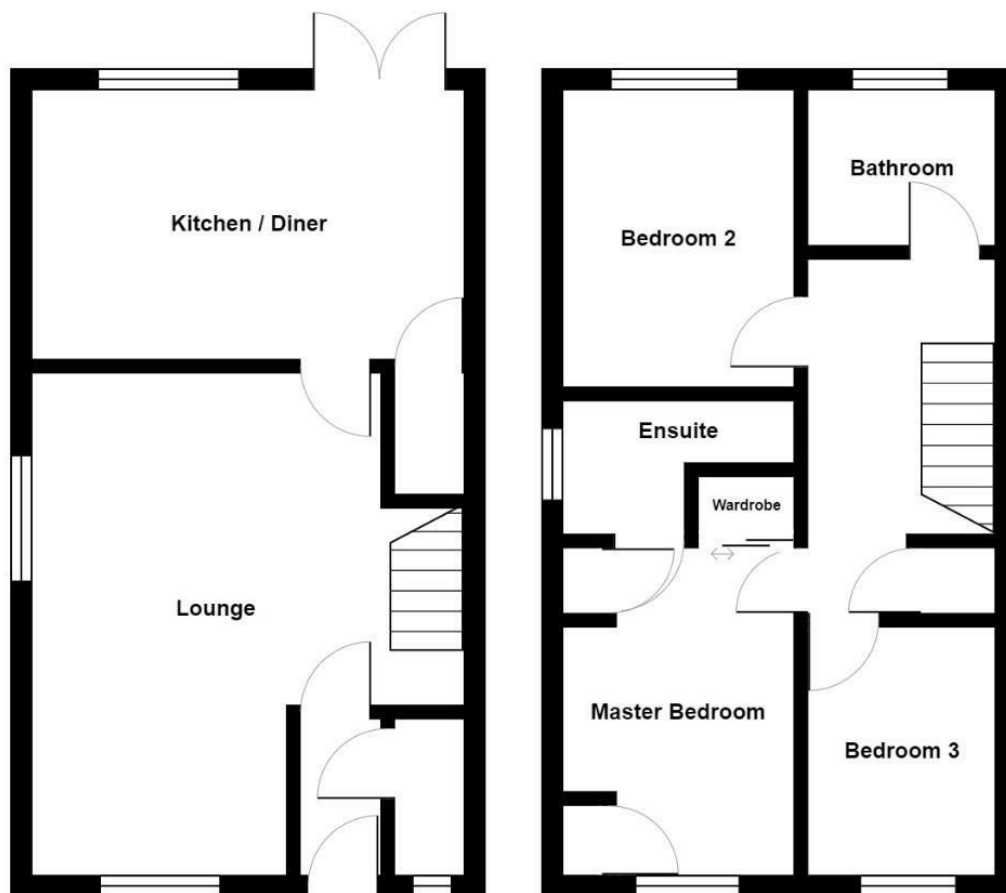 Kitchen / Diner
Lounge
Bathroom
Bedroom 2
Ensuite
Wardrobe
Master Bedroom
Bedroom 3